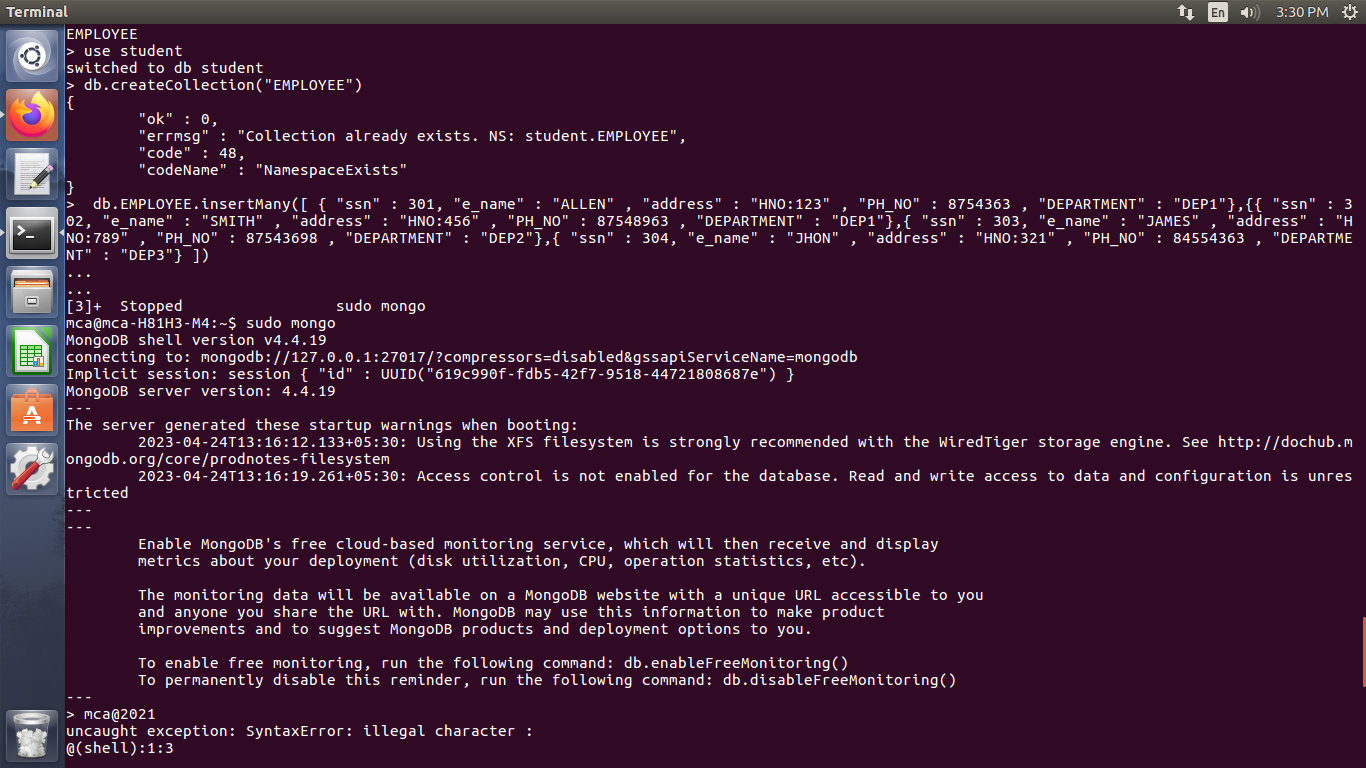 Terminal
En
3:30 PM
EMPLOYEE
> use student
switched to db student
> db.createCollection("EMPLOYEE")
{
        "ok" : 0,
        "errmsg" : "Collection already exists. NS: student.EMPLOYEE",
        "code" : 48,
        "codeName" : "NamespaceExists"
}
>  db.EMPLOYEE.insertMany([ { "ssn" : 301, "e_name" : "ALLEN" , "address" : "HNO:123" , "PH_NO" : 8754363 , "DEPARTMENT" : "DEP1"},{{ "ssn" : 3
02, "e_name" : "SMITH" , "address" : "HNO:456" , "PH_NO" : 87548963 ,"DEPARTMENT" : "DEP1"},{ "ssn" : 303, "e_name" : "JAMES" , "address" : "H
NO:789" , "PH_NO" : 87543698 , "DEPARTMENT" : "DEP2"},{ "ssn" : 304, "e_name" : "JHON" , "address" : "HNO:321" , "PH_NO" : 84554363 , "DEPARTME
NT" : "DEP3"} ])
...
...
[3]+  Stopped                 sudo mongo
mca@mca-H81H3-M4:~$ sudo mongo
MongoDB shell version v4.4.19
connecting to: mongodb://127.0.0.1:27017/?compressors=disabled&gssapiServiceName=mongodb
Implicit session: session { "id" : UUID("619c990f-fdb5-42f7-9518-44721808687e") }
MongoDB server version: 4.4.19
---
The server generated these startup warnings when booting:
        2023-04-24T13:16:12.133+05:30: Using the XFS filesystem is strongly recommended with the WiredTiger storage engine. See http://dochub.m
ongodb.org/core/prodnotes-filesystem
        2023-04-24T13:16:19.261+05:30: Access control is not enabled for the database. Read and write access to data and configuration is unres
tricted
---
---
        Enable MongoDB's free cloud-based monitoring service, which will then receive and display
        metrics about your deployment (disk utilization, CPU, operation statistics, etc).
        The monitoring data will be available on a MongoDB website with a unique URL accessible to you
        and anyone you share the URL with. MongoDB may use this information to make product
        improvements and to suggest MongoDB products and deployment options to you.
        To enable free monitoring, run the following command: db.enableFreeMonitoring()
        To permanently disable this reminder, run the following command: db.disableFreeMonitoring()
---
> mca@2021
uncaught exception: SyntaxError: illegal character :
@(shell):1:3